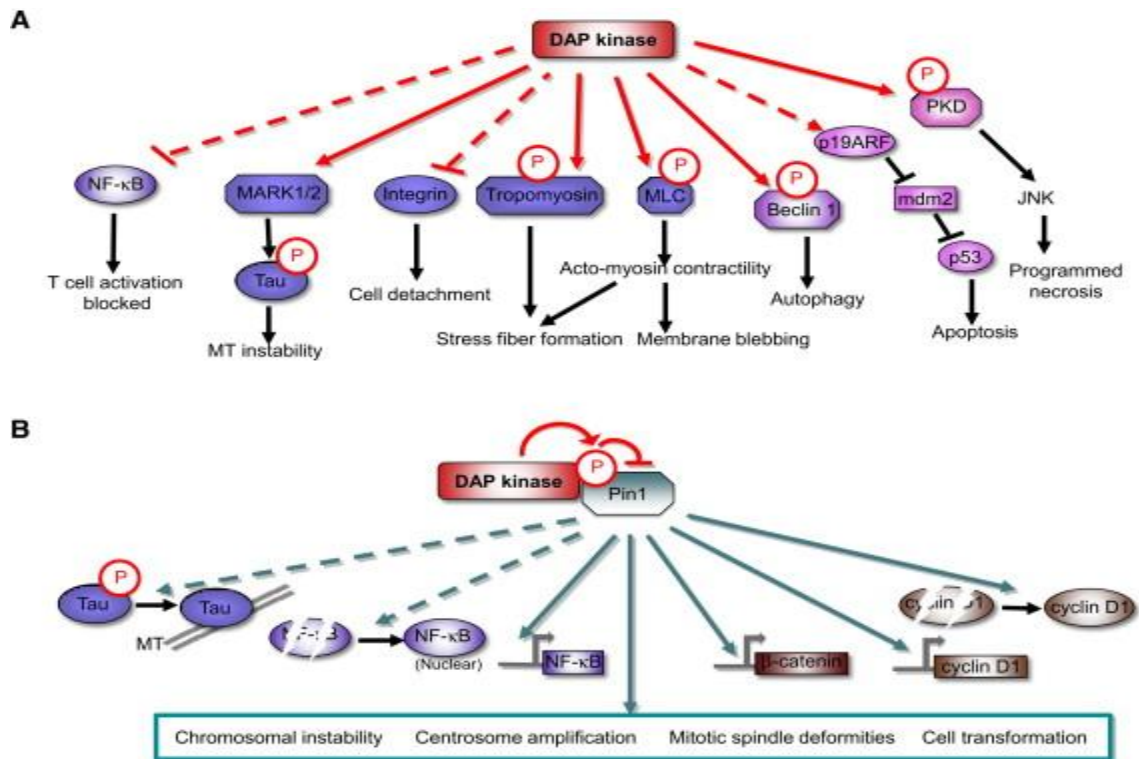 A
DAP kinase
P
PKD
p19ARF
NF-κB
MARK1/2
Integrin
P
Tropomyosin
P
MLC
P
Beclin 1
mdm2
JNK
P
Tau
p53
T cell activation
blocked
Cell detachment
Acto-myosin contractility
Autophagy
Programmed
necrosis
MT instability
Stress fiber formation
Membrane blebbing
Apoptosis
B
DAP kinase
P
Pin1
Tau
P
Tau
MT
NF-κB
NF-κB
(Nuclear)
NF-κB
β-catenin
cyclin D1
cyclin D1
cyclin D1
Chromosomal instability Centrosome amplification Mitotic spindle deformities Cell transformation